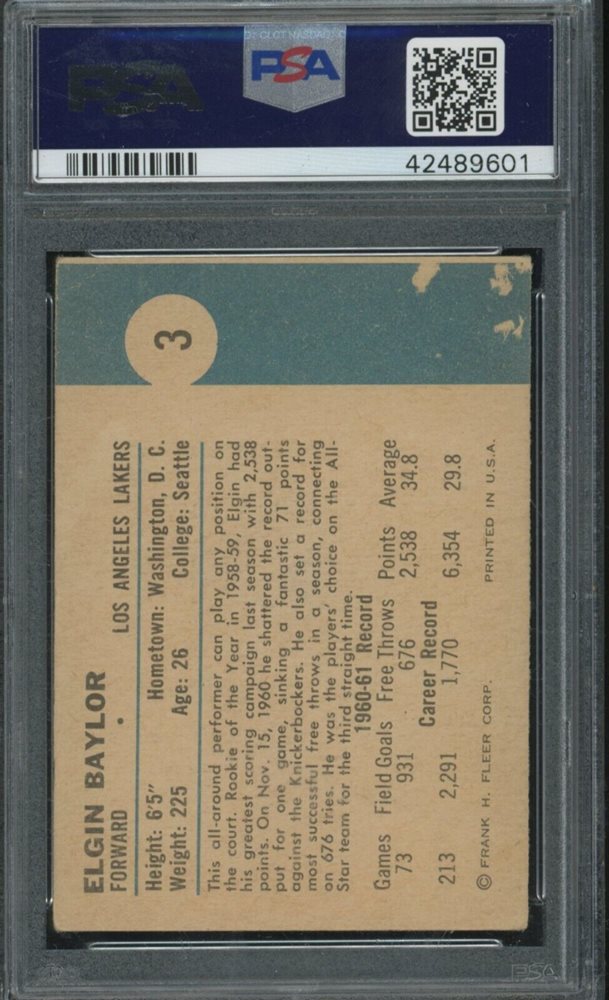 PSA
PSA
42489601
3
ELGIN BAYLOR
FORWARD • LOS ANGELES LAKERS
Height: 6'5" Hometown: Washington, D. C.
Weight: 225 Age: 26 College: Seattle
This all-around performer can play any position on
the court. Rookie of the Year in 1958-59, Elgin had
his greatest scoring campaign last season with 2,538
points. On Nov. 15, 1960 he shattered the record out-
put for one game, sinking a fantastic 71 points
against the Knickerbockers. He also set a record for
most successful free throws in a season, connecting
on 676 tries. He was the players' choice on the All-
Star team for the third straight time.
1960-61 Record
Games Field Goals Free Throws Points Average
73 931 676 2,538 34.8
Career Record
213 2,291 1,770 6,354 29.8
© FRANK H. FLEER CORP. PRINTED IN U.S.A.
PSA